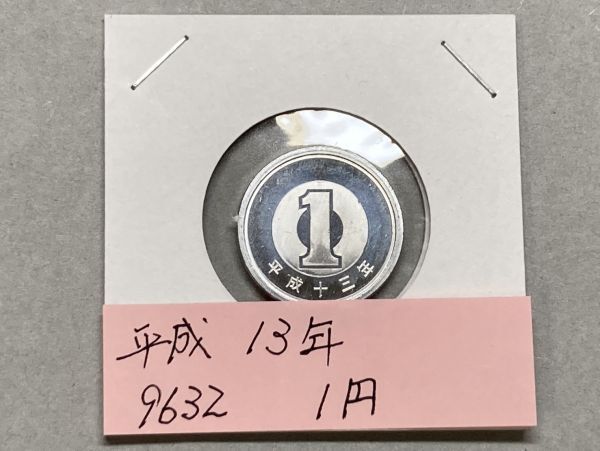 1
平成十三年
平成 13年
9632 1円